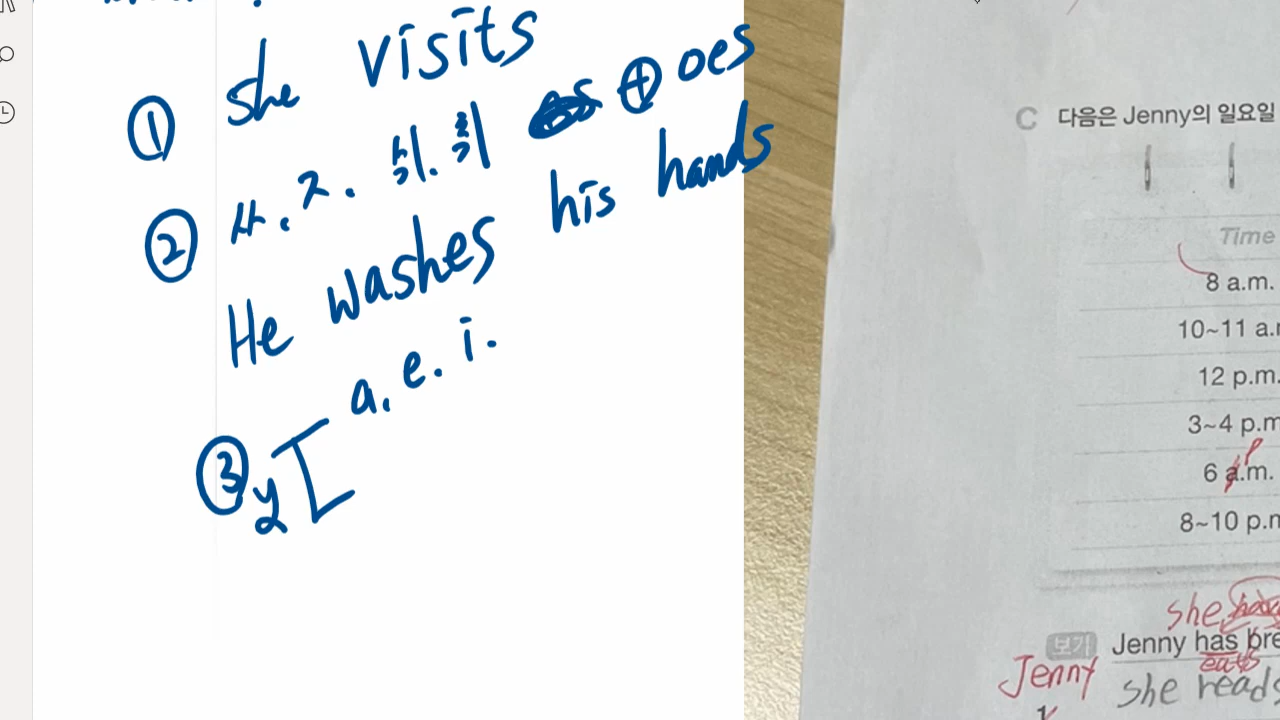 ① She visits
② ㅆ. ㅈ. 쉬. 취 ⊕ oes
He washes his hands
a. e. i.
③ y
C 다음은 Jenny의 일요일
Time
8 a.m.
10~11 a.
12 p.m.
3~4 p.m
6 a.m.
p
8~10 p.
she
보기 Jenny has bre
eats
Jenny she reads
1